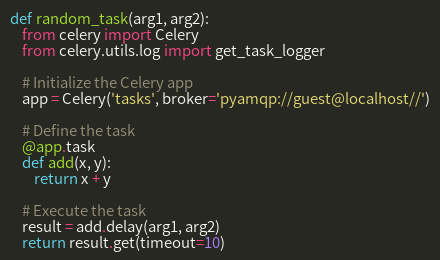 def random_task(arg1, arg2):
from celery import Celery
from celery.utils.log import get_task_logger
# Initialize the Celery app
app = Celery('tasks', broker='pyamqp://guest@localhost//')
# Define the task
@app.task
def add(x, y):
return x + y
# Execute the task
result = add.delay(arg1, arg2)
return result.get(timeout=10)